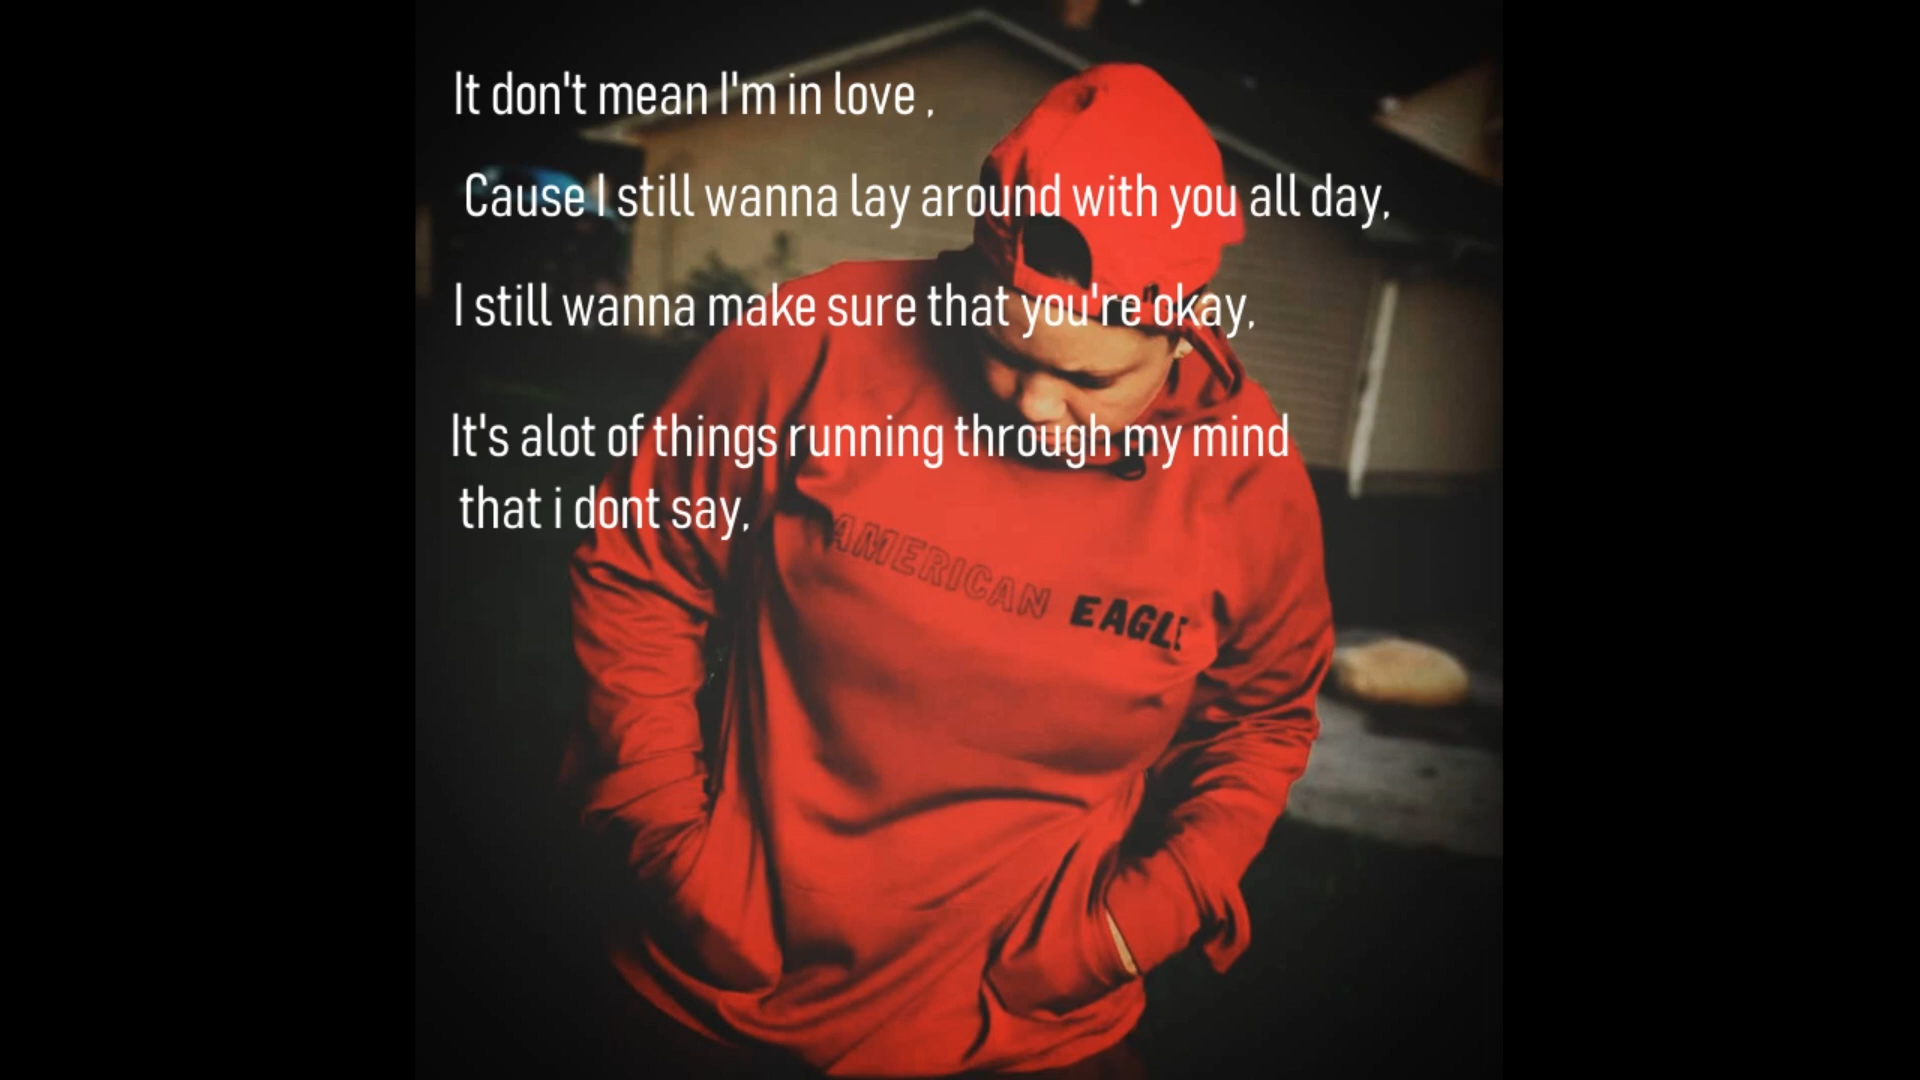 It don't mean I'm in love ,
Cause I still wanna lay around with you all day,
I still wanna make sure that you're okay,
It's alot of things running through my mind
that i dont say,
AMERICAN EAGLE